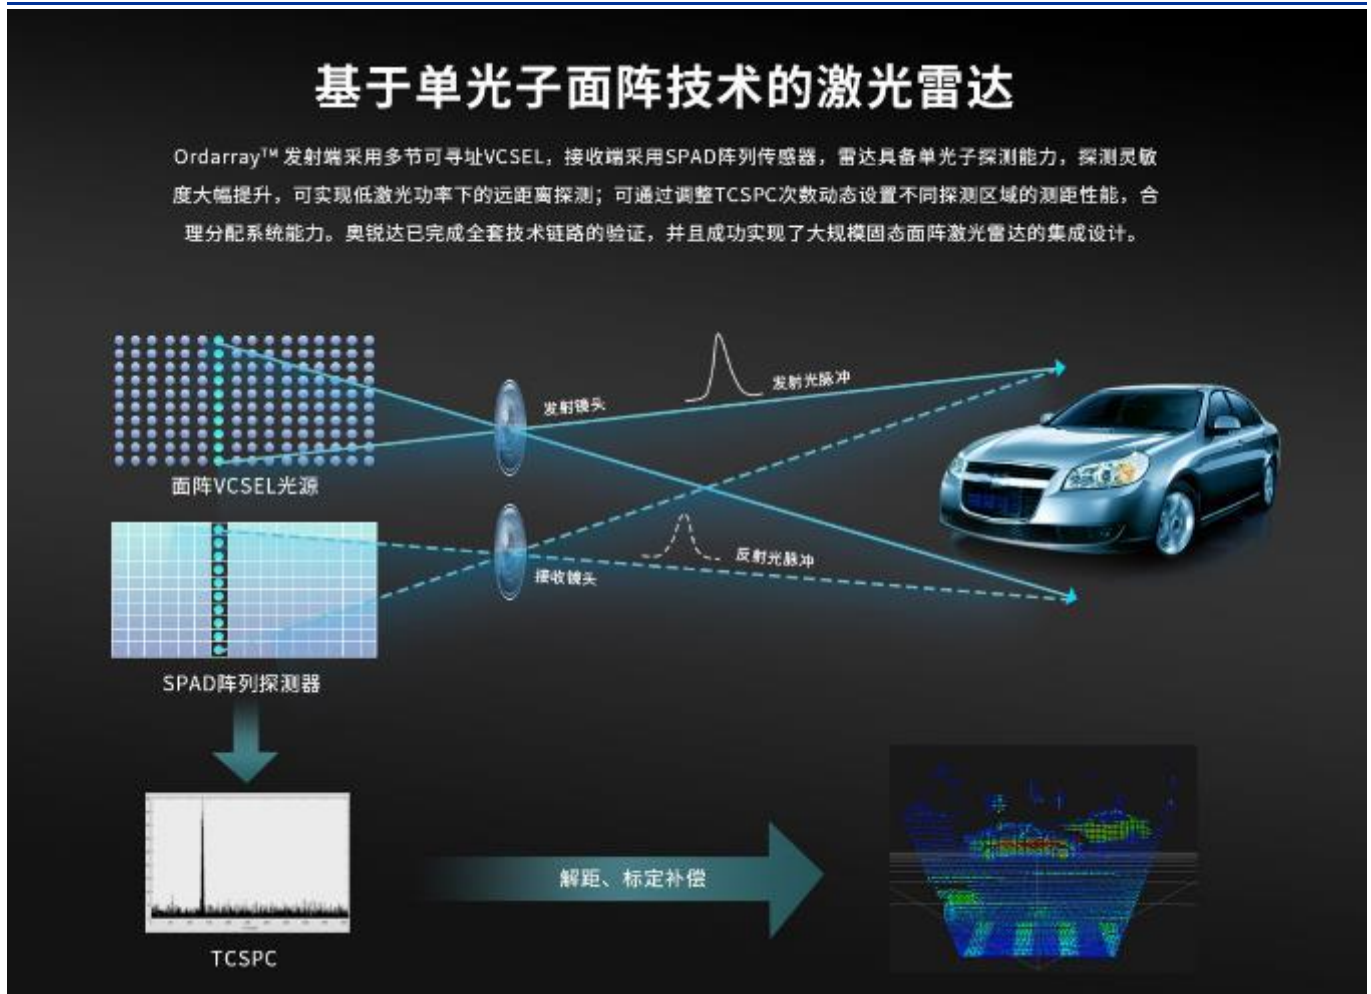 基于单光子面阵技术的激光雷达
Ordarray™ 发射端采用多节可寻址VCSEL，接收端采用SPAD阵列传感器，雷达具备单光子探测能力，探测灵敏
度大幅提升，可实现低激光功率下的远距离探测；可通过调整TCSPC次数动态设置不同探测区域的测距性能，合
理分配系统能力。奥锐达已完成全套技术链路的验证，并且成功实现了大规模固态面阵激光雷达的集成设计。
发射光脉冲
发射镜头
面阵VCSEL光源
反射光脉冲
接收镜头
SPAD阵列探测器
解距、标定补偿
TCSPC